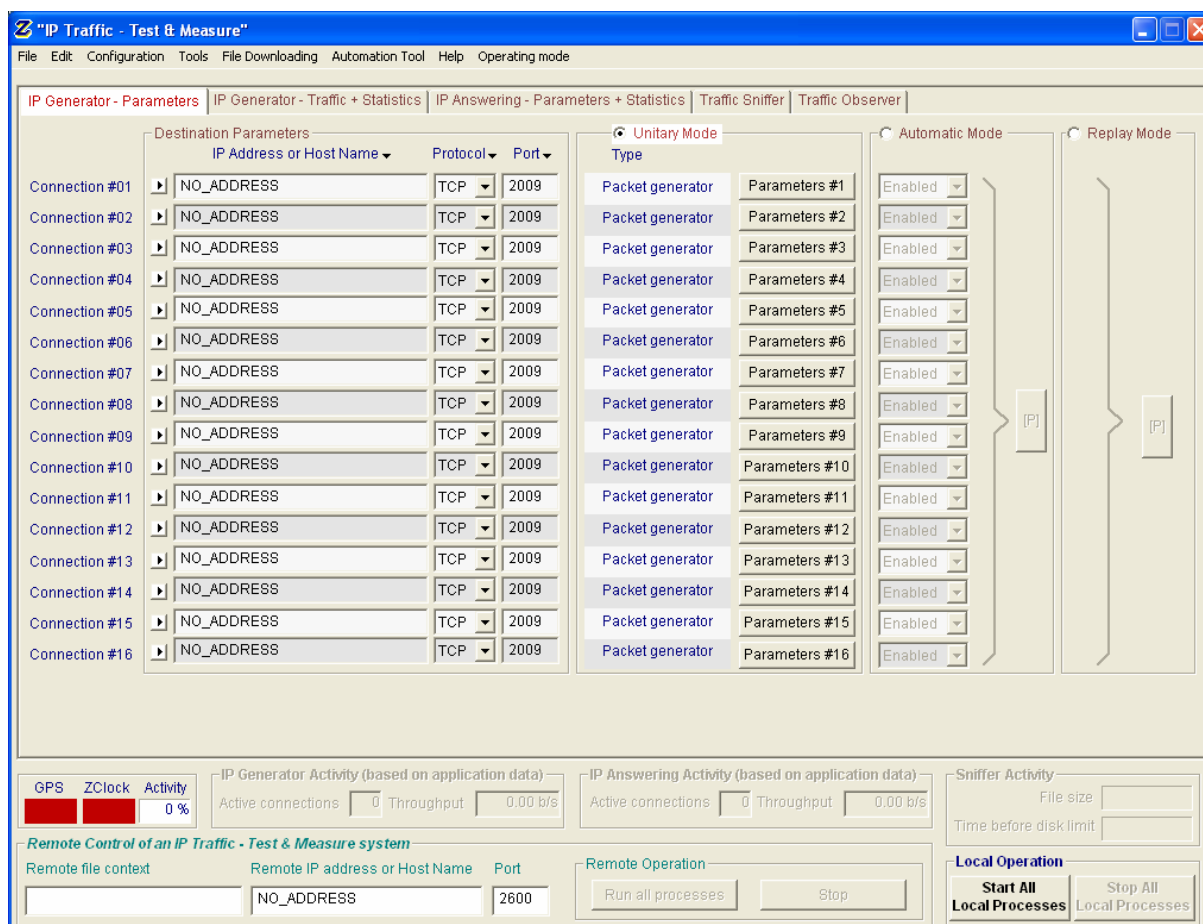 "IP Traffic - Test & Measure"
File Edit Configuration Tools File Downloading Automation Tool Help Operating mode
IP Generator - Parameters IP Generator - Traffic + Statistics IP Answering - Parameters + Statistics Traffic Sniffer Traffic Observer
Destination Parameters Unitary Mode Automatic Mode Replay Mode
IP Address or Host Name Protocol Port Type
Connection #01 NO_ADDRESS TCP 2009 Packet generator Parameters #1 Enabled
Connection #02 NO_ADDRESS TCP 2009 Packet generator Parameters #2 Enabled
Connection #03 NO_ADDRESS TCP 2009 Packet generator Parameters #3 Enabled
Connection #04 NO_ADDRESS TCP 2009 Packet generator Parameters #4 Enabled
Connection #05 NO_ADDRESS TCP 2009 Packet generator Parameters #5 Enabled
Connection #06 NO_ADDRESS TCP 2009 Packet generator Parameters #6 Enabled
Connection #07 NO_ADDRESS TCP 2009 Packet generator Parameters #7 Enabled
Connection #08 NO_ADDRESS TCP 2009 Packet generator Parameters #8 Enabled
[P] [P]
Connection #09 NO_ADDRESS TCP 2009 Packet generator Parameters #9 Enabled
Connection #10 NO_ADDRESS TCP 2009 Packet generator Parameters #10 Enabled
Connection #11 NO_ADDRESS TCP 2009 Packet generator Parameters #11 Enabled
Connection #12 NO_ADDRESS TCP 2009 Packet generator Parameters #12 Enabled
Connection #13 NO_ADDRESS TCP 2009 Packet generator Parameters #13 Enabled
Connection #14 NO_ADDRESS TCP 2009 Packet generator Parameters #14 Enabled
Connection #15 NO_ADDRESS TCP 2009 Packet generator Parameters #15 Enabled
Connection #16 NO_ADDRESS TCP 2009 Packet generator Parameters #16 Enabled
IP Generator Activity (based on application data) IP Answering Activity (based on application data) Sniffer Activity
GPS ZClock Activity
0 %
Active connections 0 Throughput 0.00 b/s Active connections 0 Throughput 0.00 b/s
File size
Time before disk limit
Remote Control of an IP Traffic - Test & Measure system
Remote file context Remote IP address or Host Name Port
NO_ADDRESS 2600
Remote Operation
Run all processes Stop
Local Operation
Start All Local Processes
Stop All Local Processes